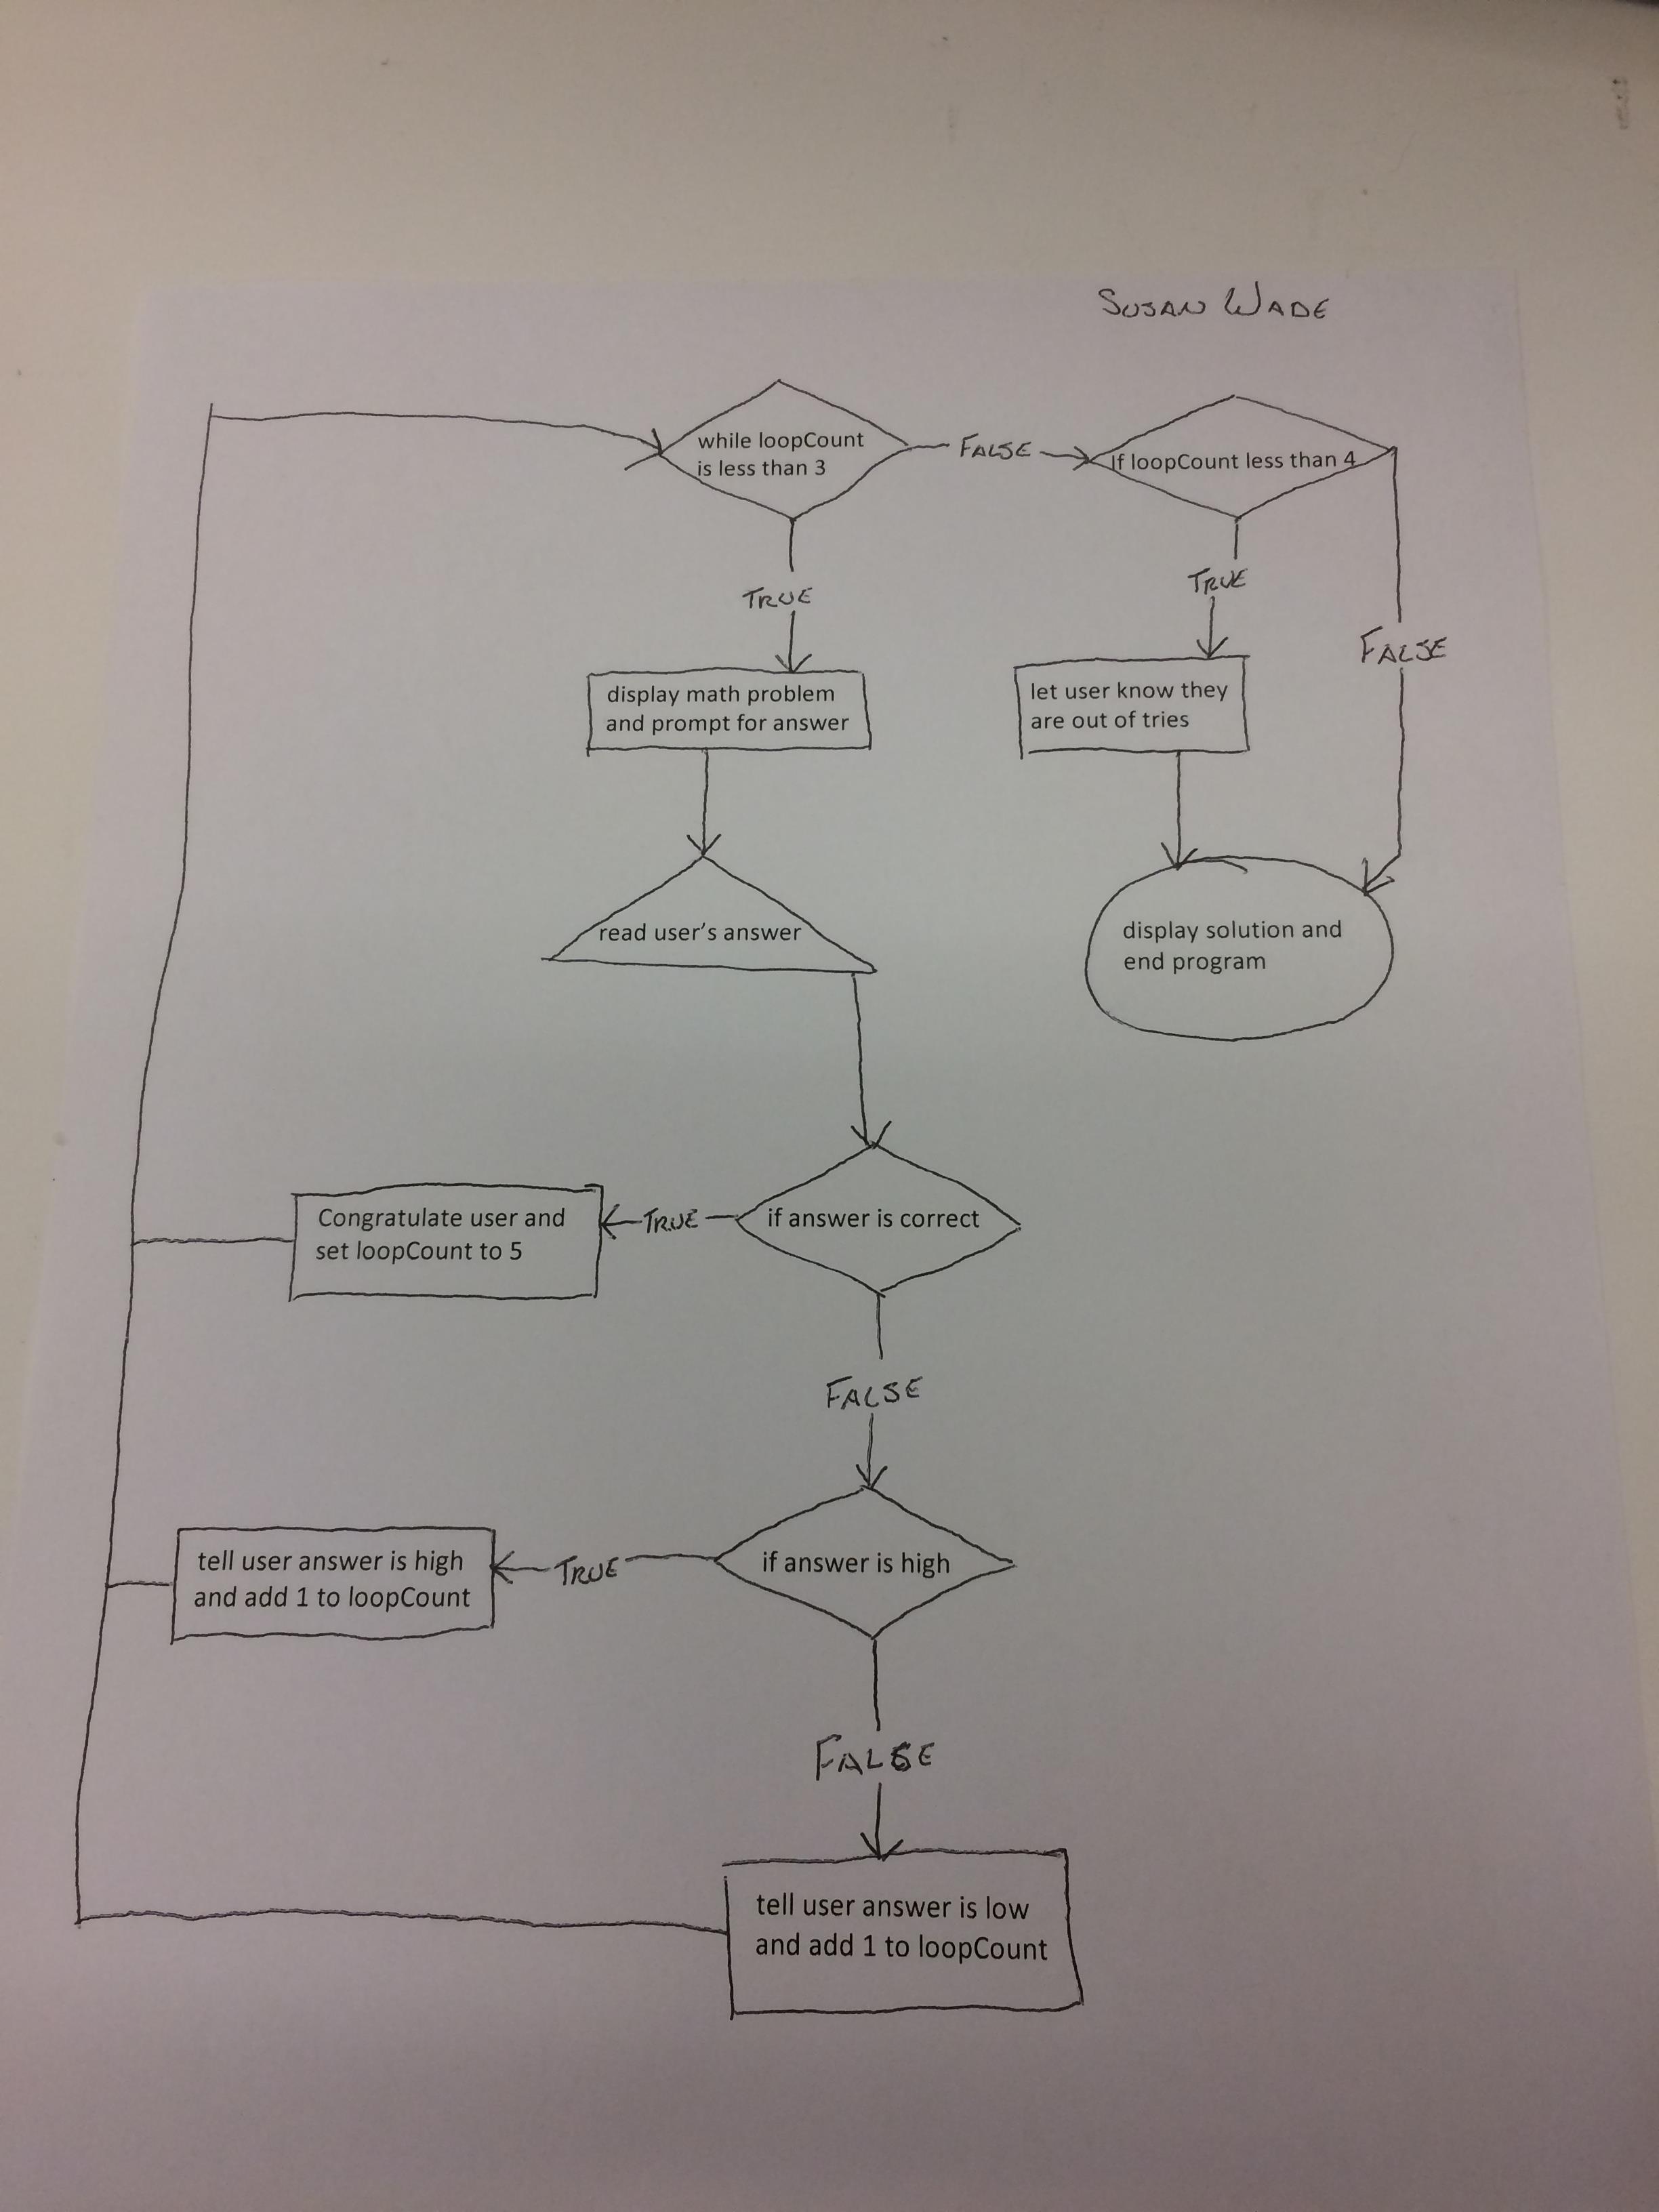 SUSAN WADE
while loopCount
is less than 3
FALSE
If loopCount less than 4
TRUE
TRUE
FALSE
display math problem
and prompt for answer
let user know they
are out of tries
read user's answer
display solution and
end program
Congratulate user and
set loopCount to 5
TRUE
if answer is correct
FALSE
tell user answer is high
and add 1 to loopCount
TRUE
if answer is high
FALSE
tell user answer is low
and add 1 to loopCount